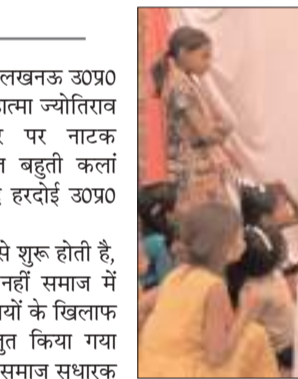 लखनऊ उ0प्र0
ज्योतिराव
पर नाटक
बहुती कलां
हरदोई उ0प्र0
से शुरू होती है,
नहीं समाज में
के खिलाफ
किया गया
समाज सुधारक